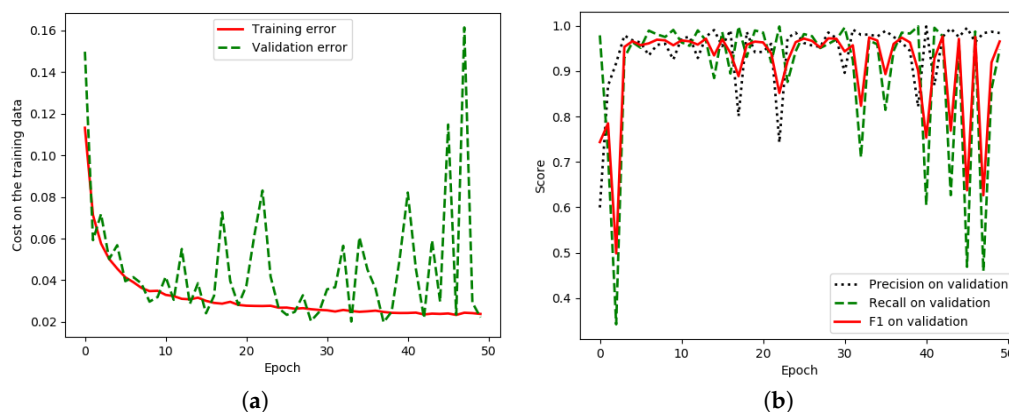 Training error
Validation error
0.16
0.14
0.12
0.10
0.08
0.06
0.04
0.02
Cost on the training data
0 10 20 30 40 50
Epoch
(a)
1.0
0.9
0.8
0.7
0.6
0.5
0.4
Score
Precision on validation
Recall on validation
F1 on validation
0 10 20 30 40 50
Epoch
(b)